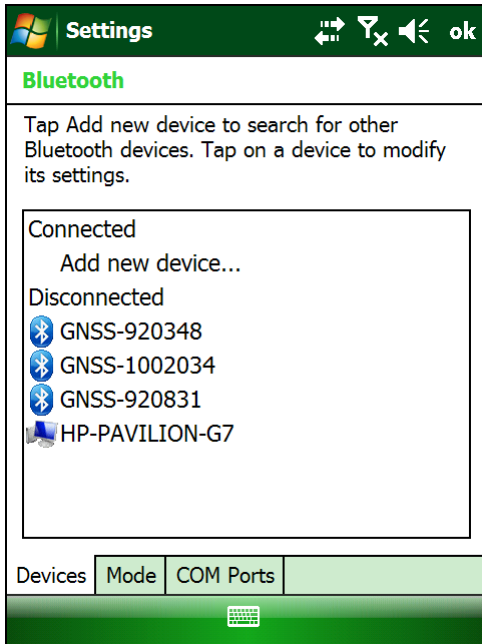 Settings
ok
Bluetooth
Tap Add new device to search for other
Bluetooth devices. Tap on a device to modify
its settings.
Connected
Add new device...
Disconnected
GNSS-920348
GNSS-1002034
GNSS-920831
HP-PAVILION-G7
Devices Mode COM Ports